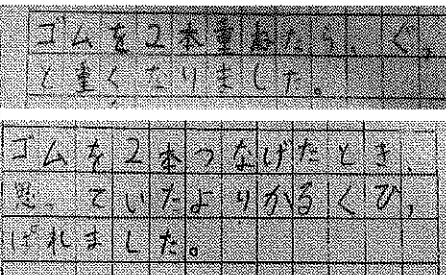 ゴムを2本重ねたら、ぐっ
と重くなりました。
ゴムを2本つなげたとき、
思っていたよりかるくひっ
ぱれました。